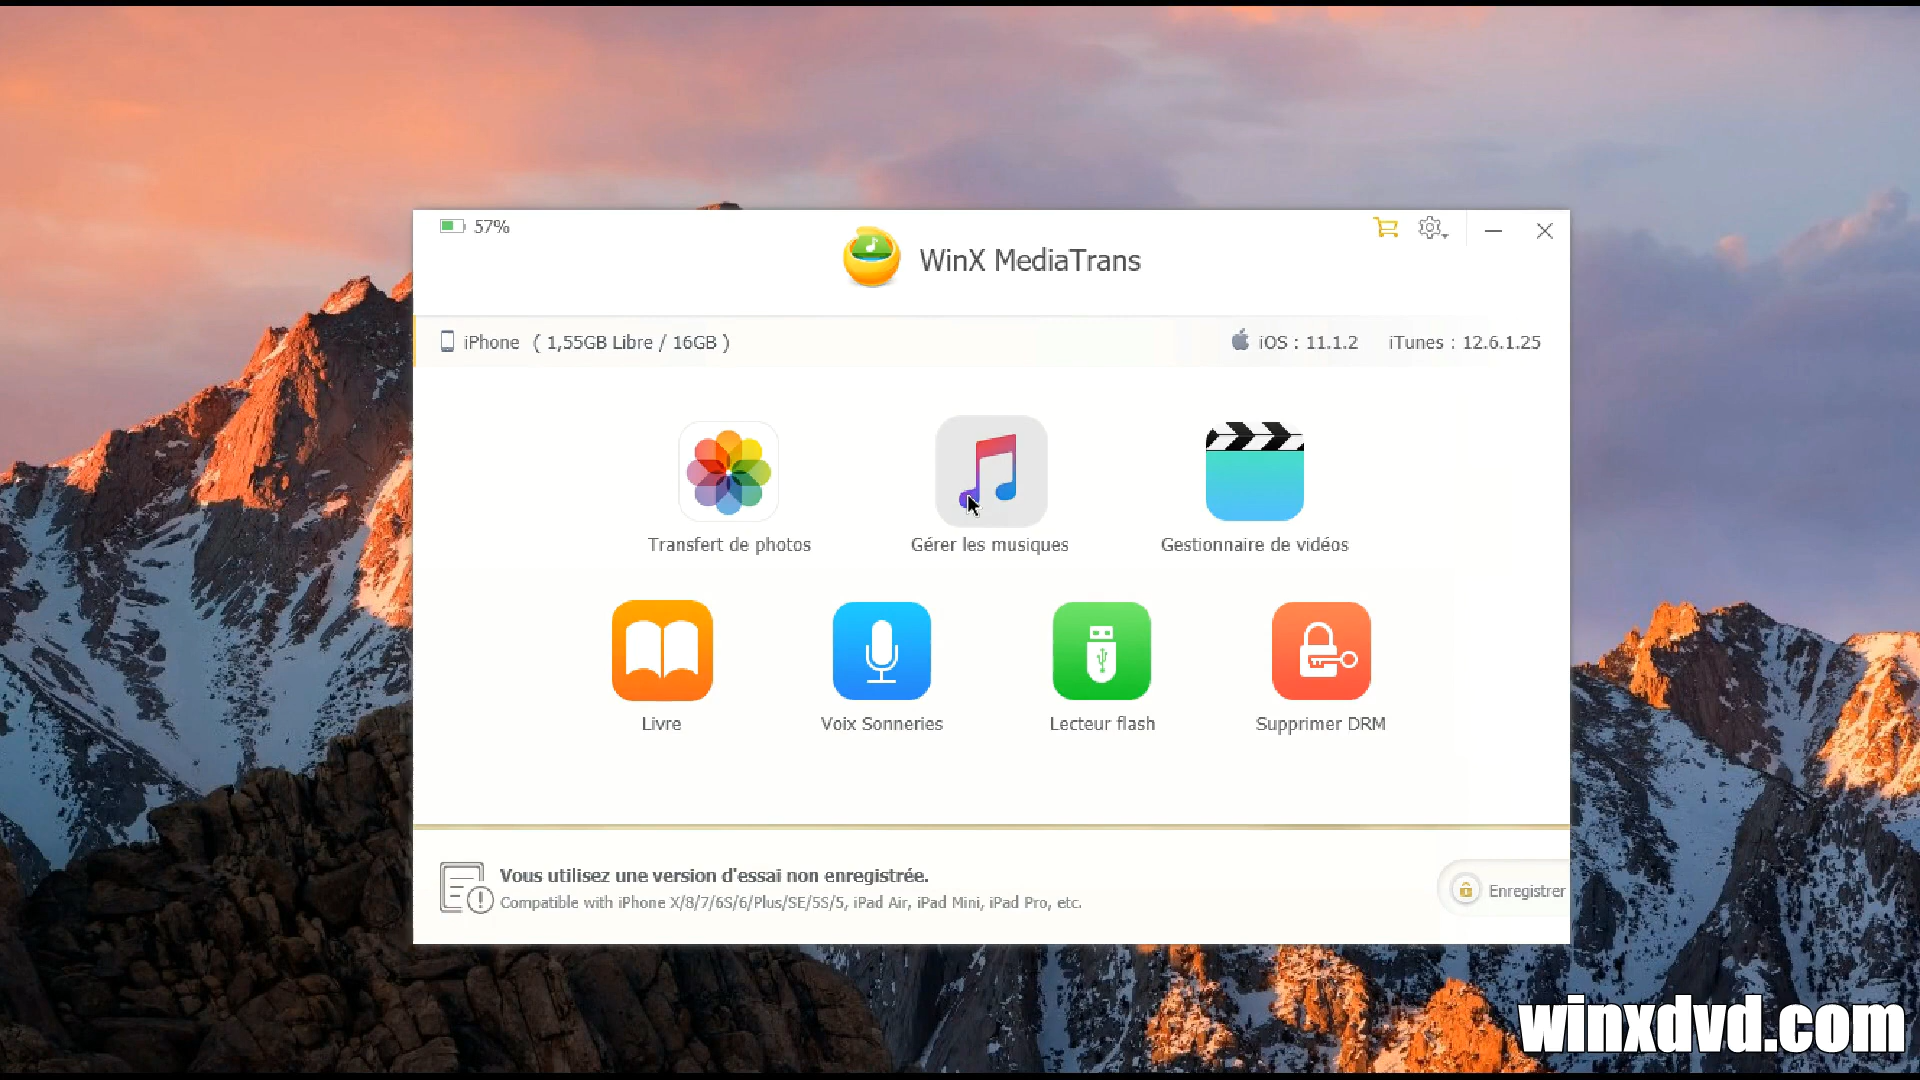 57%
WinX MediaTrans
iPhone ( 1,55GB Libre / 16GB )
iOS : 11.1.2 iTunes : 12.6.1.25
Transfert de photos
Gérer les musiques
Gestionnaire de vidéos
Livre
Voix Sonneries
Lecteur flash
Supprimer DRM
Vous utilisez une version d'essai non enregistrée.
Compatible with iPhone X/8/7/6S/6/Plus/SE/5S/5, iPad Air, iPad Mini, iPad Pro, etc.
Enregistrer
winxdvd.com